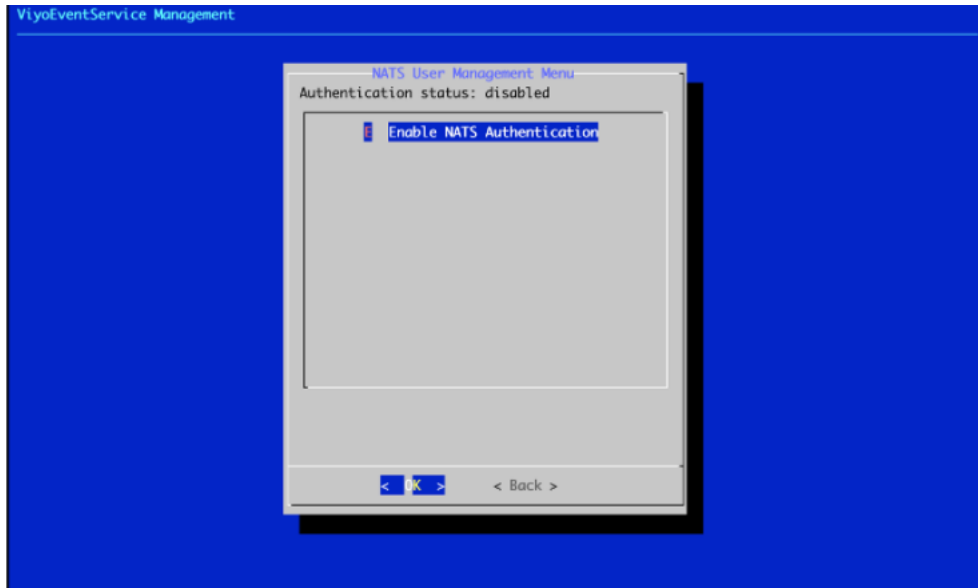 ViyoEventService Management
NATS User Management Menu
Authentication status: disabled
E Enable NATS Authentication
< OK > < Back >